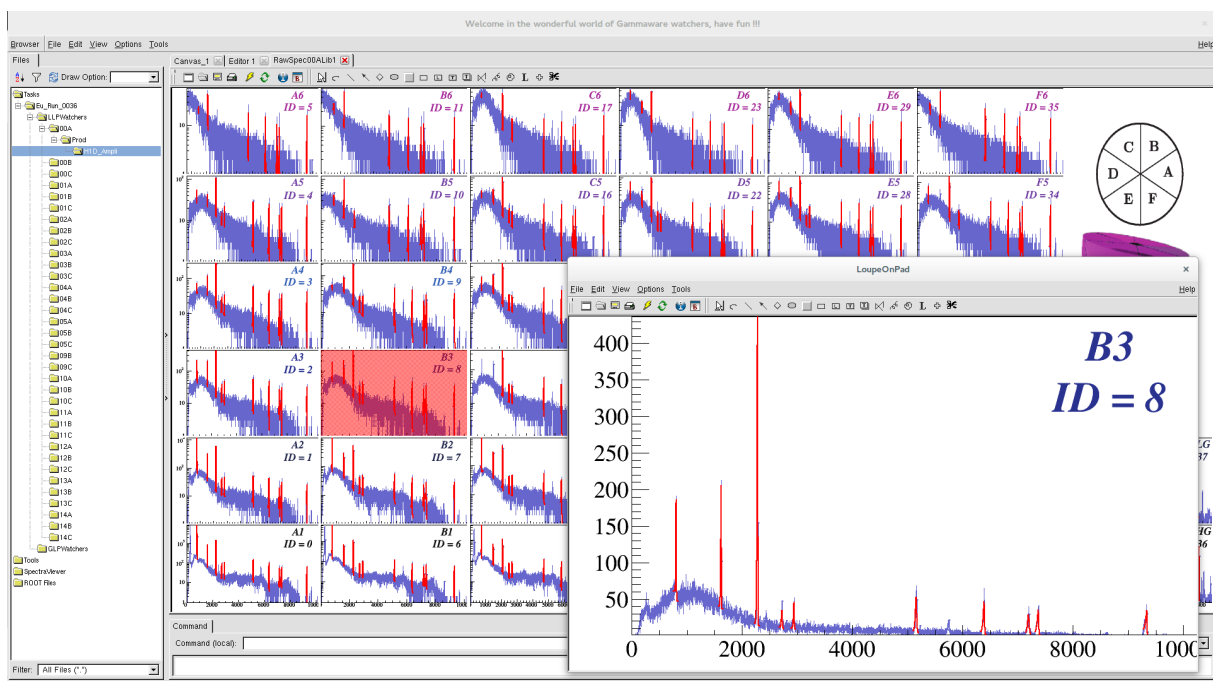 Welcome in the wonderful world of Gammaware watchers, have fun !!!
Browser File Edit View Options Tools Help
Files
Canvas_1 Editor 1 RawSpec00ALib1
Draw Option:
Tasks
Eu_Run_0036
LLPWatchers
00A
Prod
H1D_Ampli
00B
00C
01A
01B
01C
02A
02B
02C
03A
03B
03C
04A
04B
04C
05A
05B
05C
09B
09C
10A
10B
10C
11A
11B
11C
12A
12B
12C
13A
13B
13C
14A
14B
14C
GLPWatchers
Tools
SpectraViewer
ROOT Files
Filter: All Files (*.*)
A6 B6 C6 D6 E6 F6
ID = 5 ID = 11 ID = 17 ID = 23 ID = 29 ID = 35
A5 B5 C5 D5 E5 F5
ID = 4 ID = 10 ID = 16 ID = 22 ID = 28 ID = 34
A4 B4
ID = 3 ID = 9
A3 B3
ID = 2 ID = 8
A2 B2
ID = 1 ID = 7
A1 B1
ID = 0 ID = 6
C B
D A
E F
LoupeOnPad
File Edit View Options Tools Help
B3
ID = 8
400
350
300
250
200
150
100
50
0 2000 4000 6000 8000 1000
LG
37
HG
36
Command
Command (local):